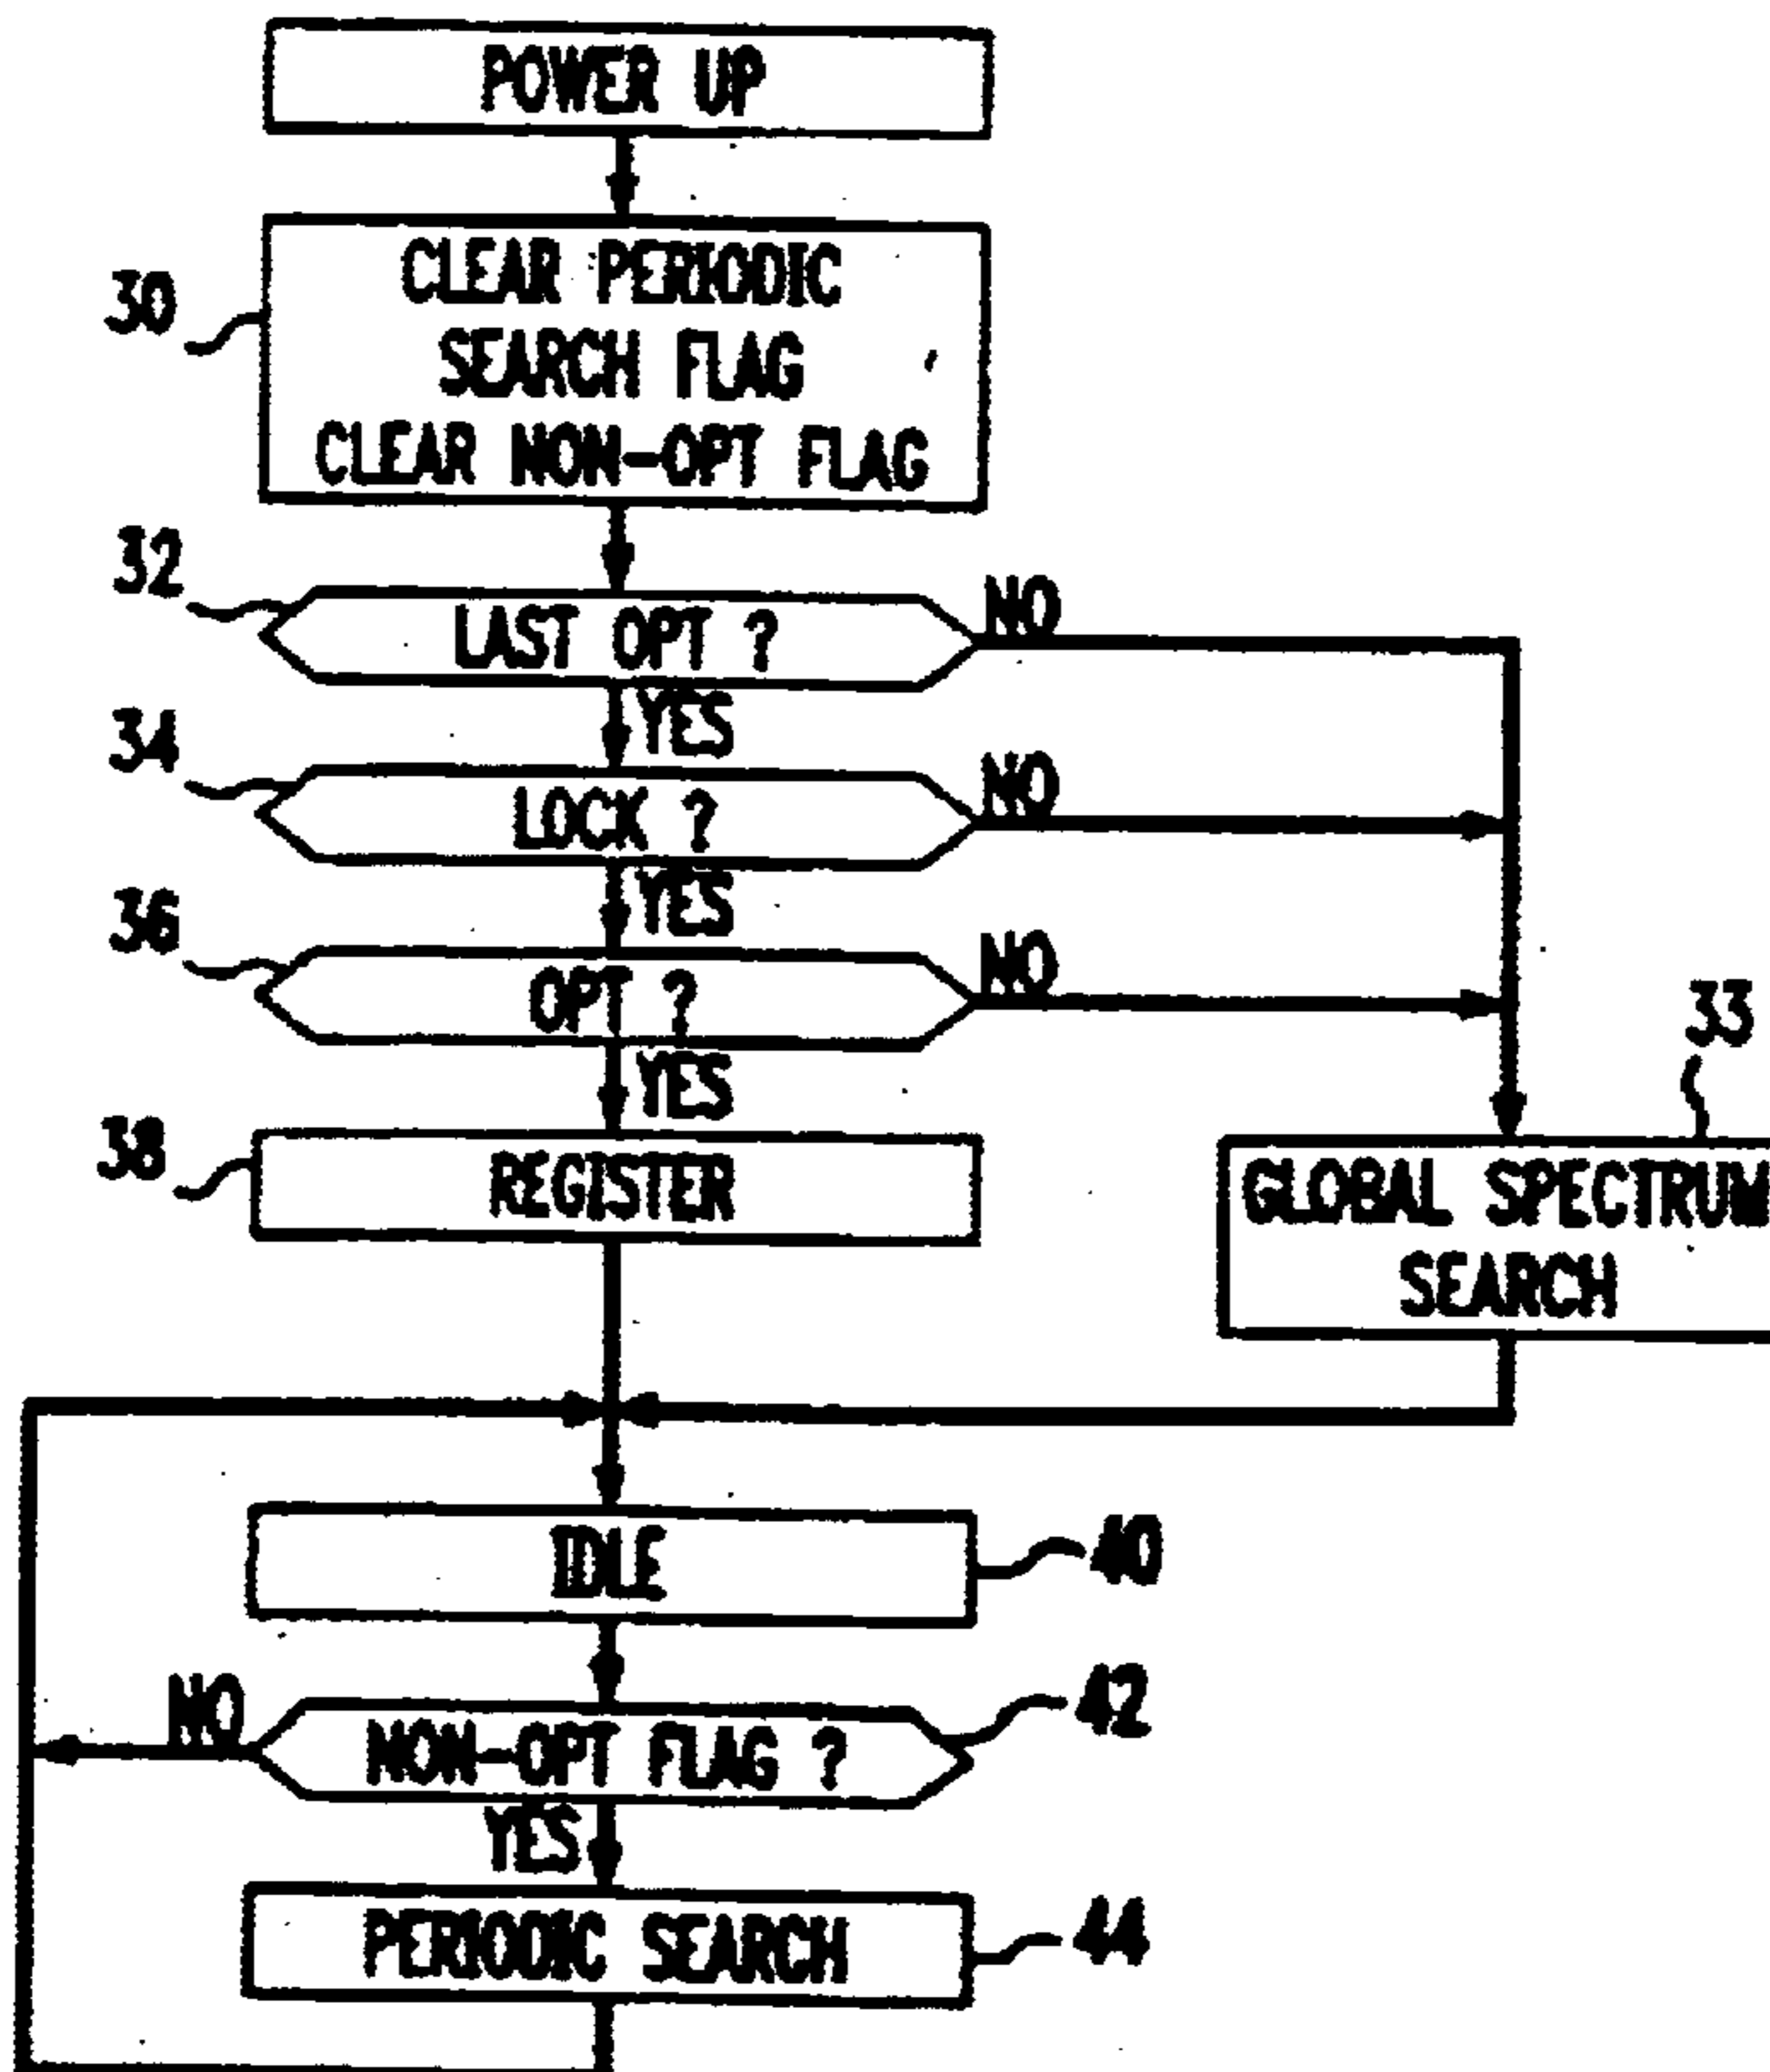 POWER UP
30
CLEAR PERIODIC
SEARCH FLAG
CLEAR NON-OPT FLAG
32
LAST OPT ?
NO
YES
34
LOCK ?
NO
YES
36
OPT ?
NO
YES
33
38
REGISTER
GLOBAL SPECTRUM
SEARCH
IDLE
40
NO
NON-OPT FLAG ?
42
YES
PERIODIC SEARCH
44